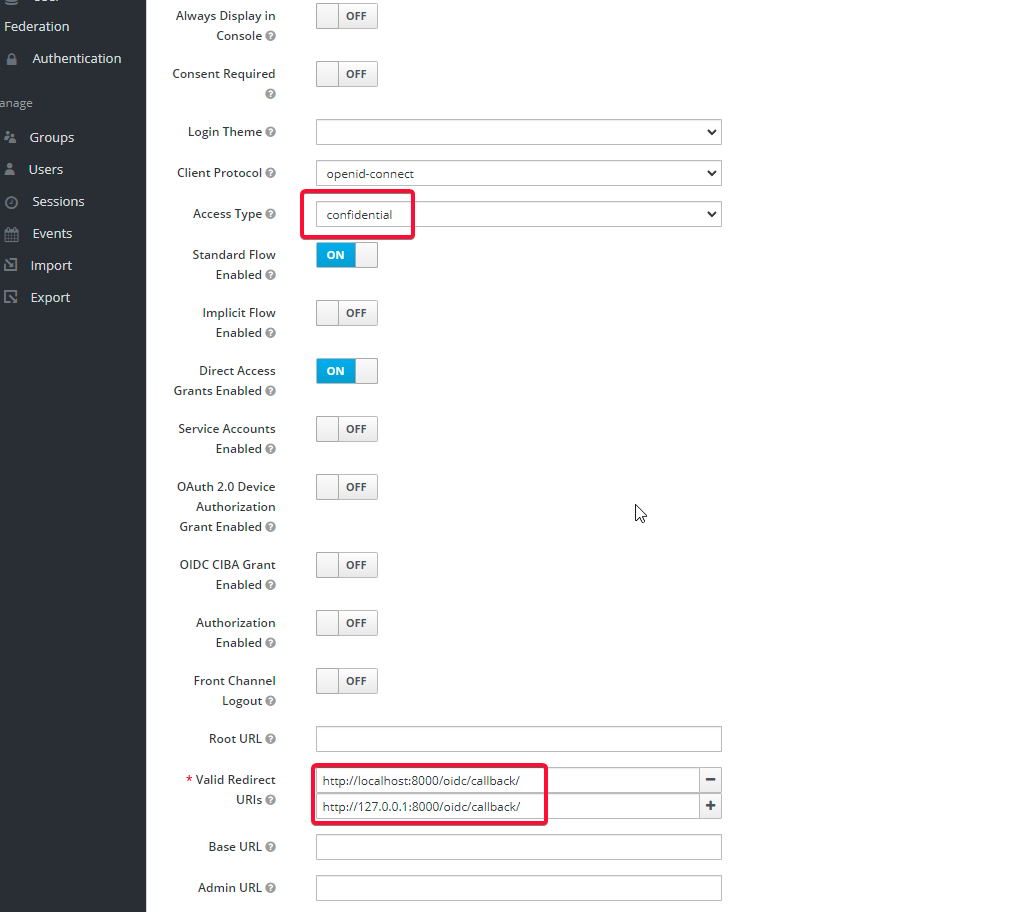 Federation
Authentication
anage
Groups
Users
Sessions
Events
Import
Export
Always Display in
Console
OFF
Consent Required
OFF
Login Theme
Client Protocol
openid-connect
Access Type
confidential
Standard Flow
Enabled
ON
Implicit Flow
Enabled
OFF
Direct Access
Grants Enabled
ON
Service Accounts
Enabled
OFF
OAuth 2.0 Device
Authorization
Grant Enabled
OFF
OIDC CIBA Grant
Enabled
OFF
Authorization
Enabled
OFF
Front Channel
Logout
OFF
Root URL
* Valid Redirect
URIs
http://localhost:8000/oidc/callback/
http://127.0.0.1:8000/oidc/callback/
Base URL
Admin URL